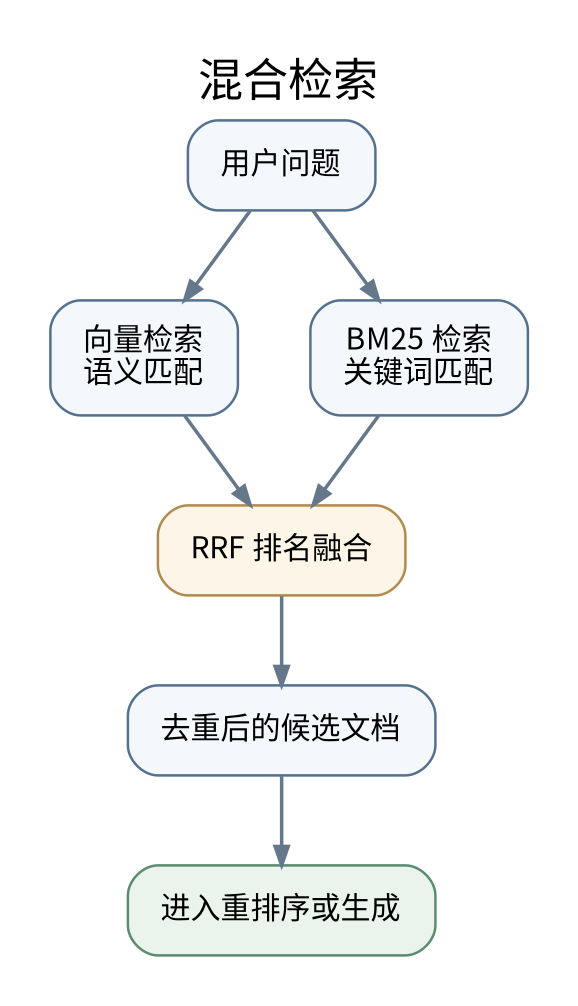 混合检索
用户问题
向量检索
语义匹配
BM25 检索
关键词匹配
RRF 排名融合
去重后的候选文档
进入重排序或生成